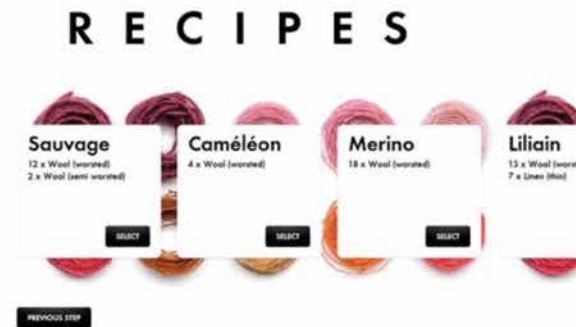 RECIPES
Sauvage
12 x Wool (worsted)
2 x Wool (semi worsted)
SELECT
Caméléon
4 x Wool (worsted)
SELECT
Merino
18 x Wool (worsted)
SELECT
Liliain
13 x Wool (worst
7 x Linen (thin)
PREVIOUS STEP